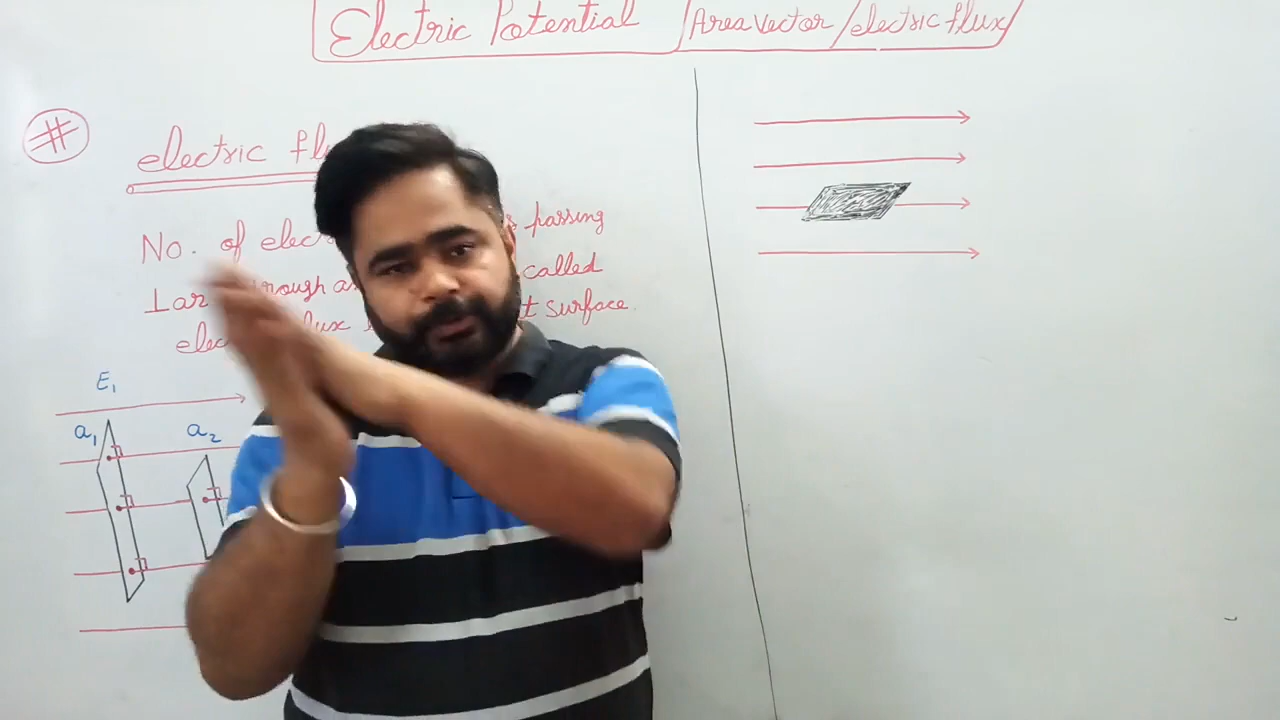 Electric Potential / Area vector / electric flux /
#
electric fl
No. of elec passing
⊥ar through a called
elec lux t surface.
E₁
a₁ a₂